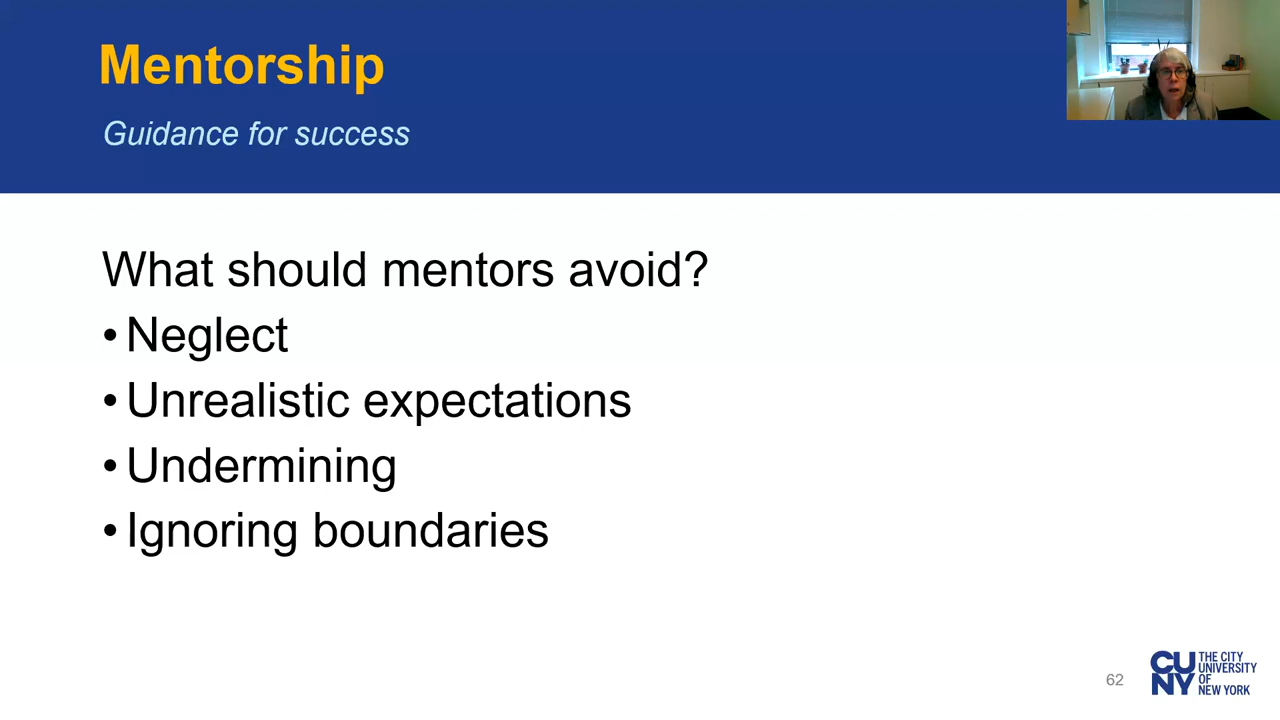 Mentorship
Guidance for success
What should mentors avoid?
•Neglect
•Unrealistic expectations
•Undermining
•Ignoring boundaries
62
CU
NY
THE CITY
UNIVERSITY
OF
NEW YORK